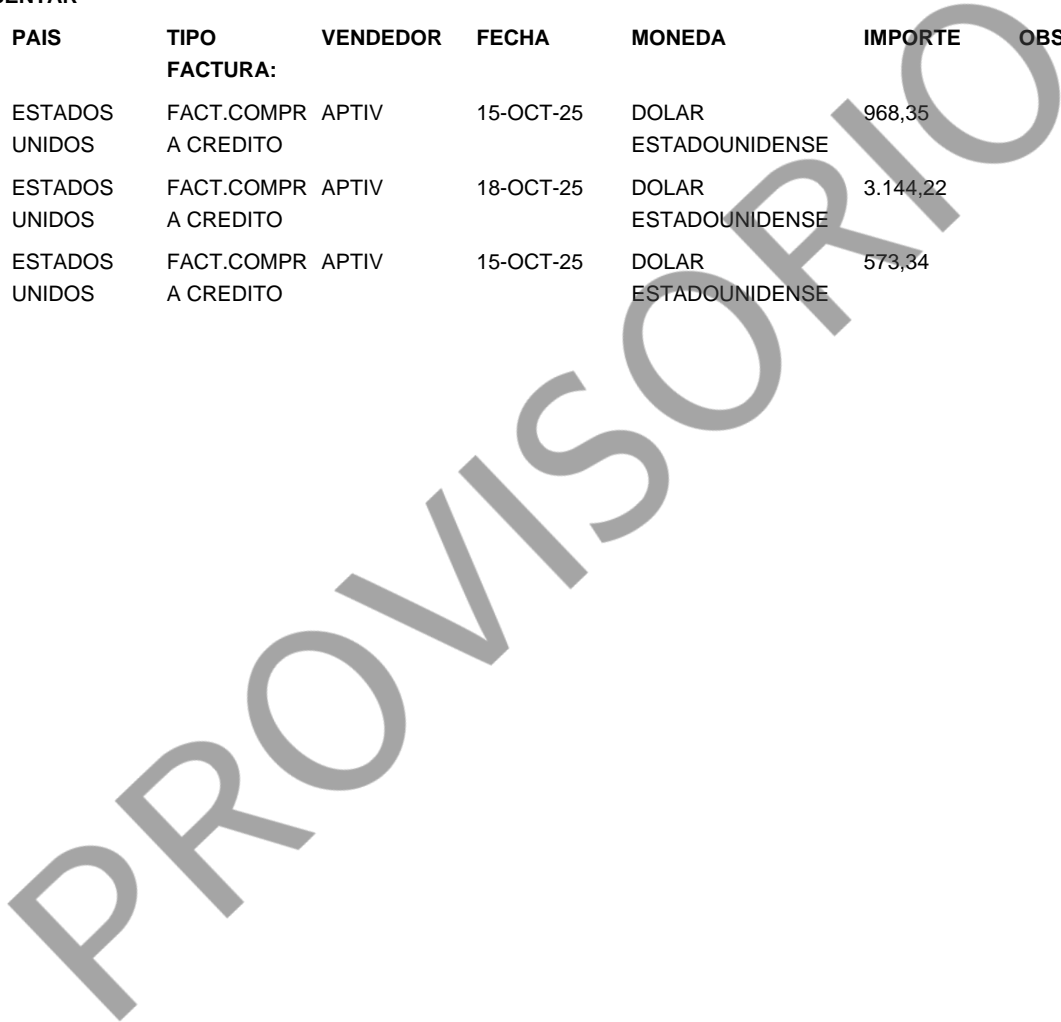 PAIS TIPO FACTURA: VENDEDOR FECHA MONEDA IMPORTE
ESTADOS UNIDOS FACT.COMPR A CREDITO APTIV 15-OCT-25 DOLAR ESTADOUNIDENSE 968,35
ESTADOS UNIDOS FACT.COMPR A CREDITO APTIV 18-OCT-25 DOLAR ESTADOUNIDENSE 3.144,22
ESTADOS UNIDOS FACT.COMPR A CREDITO APTIV 15-OCT-25 DOLAR ESTADOUNIDENSE 573,34
PROVISORIO